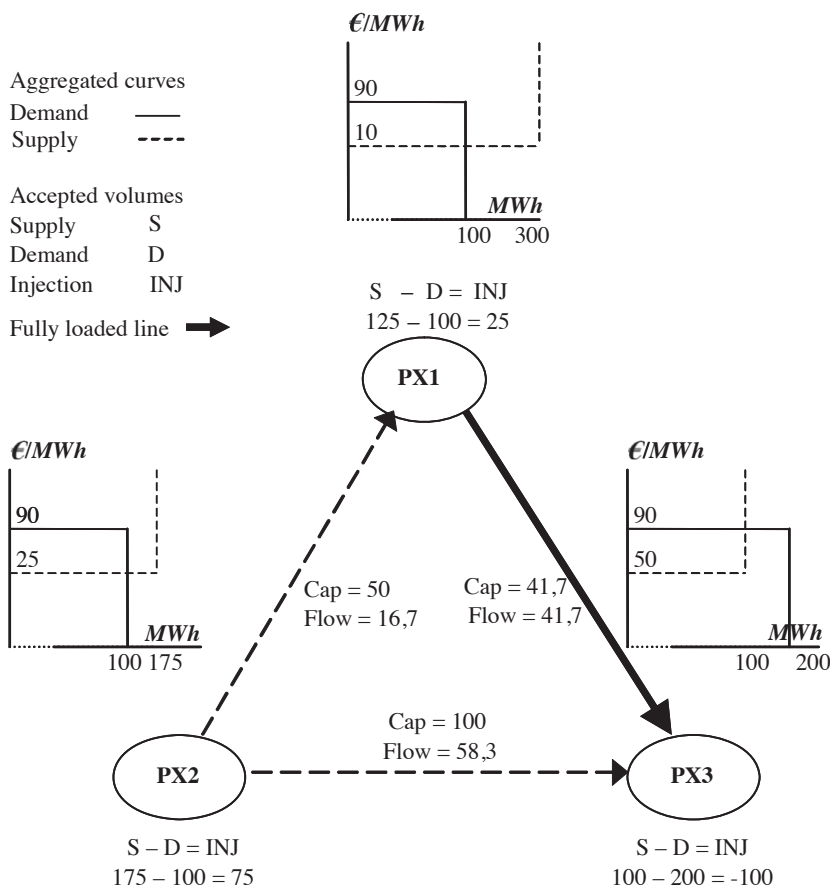 €/MWh
Aggregated curves
Demand
Supply
90
10
MWh
100 300
Accepted volumes
Supply S
Demand D
Injection INJ
Fully loaded line
S – D = INJ
125 – 100 = 25
PX1
€/MWh
90
25
MWh
100 175
€/MWh
90
50
MWh
100 200
Cap = 50
Flow = 16,7
Cap = 41,7
Flow = 41,7
Cap = 100
Flow = 58,3
PX2
PX3
S – D = INJ
175 – 100 = 75
S – D = INJ
100 – 200 = -100